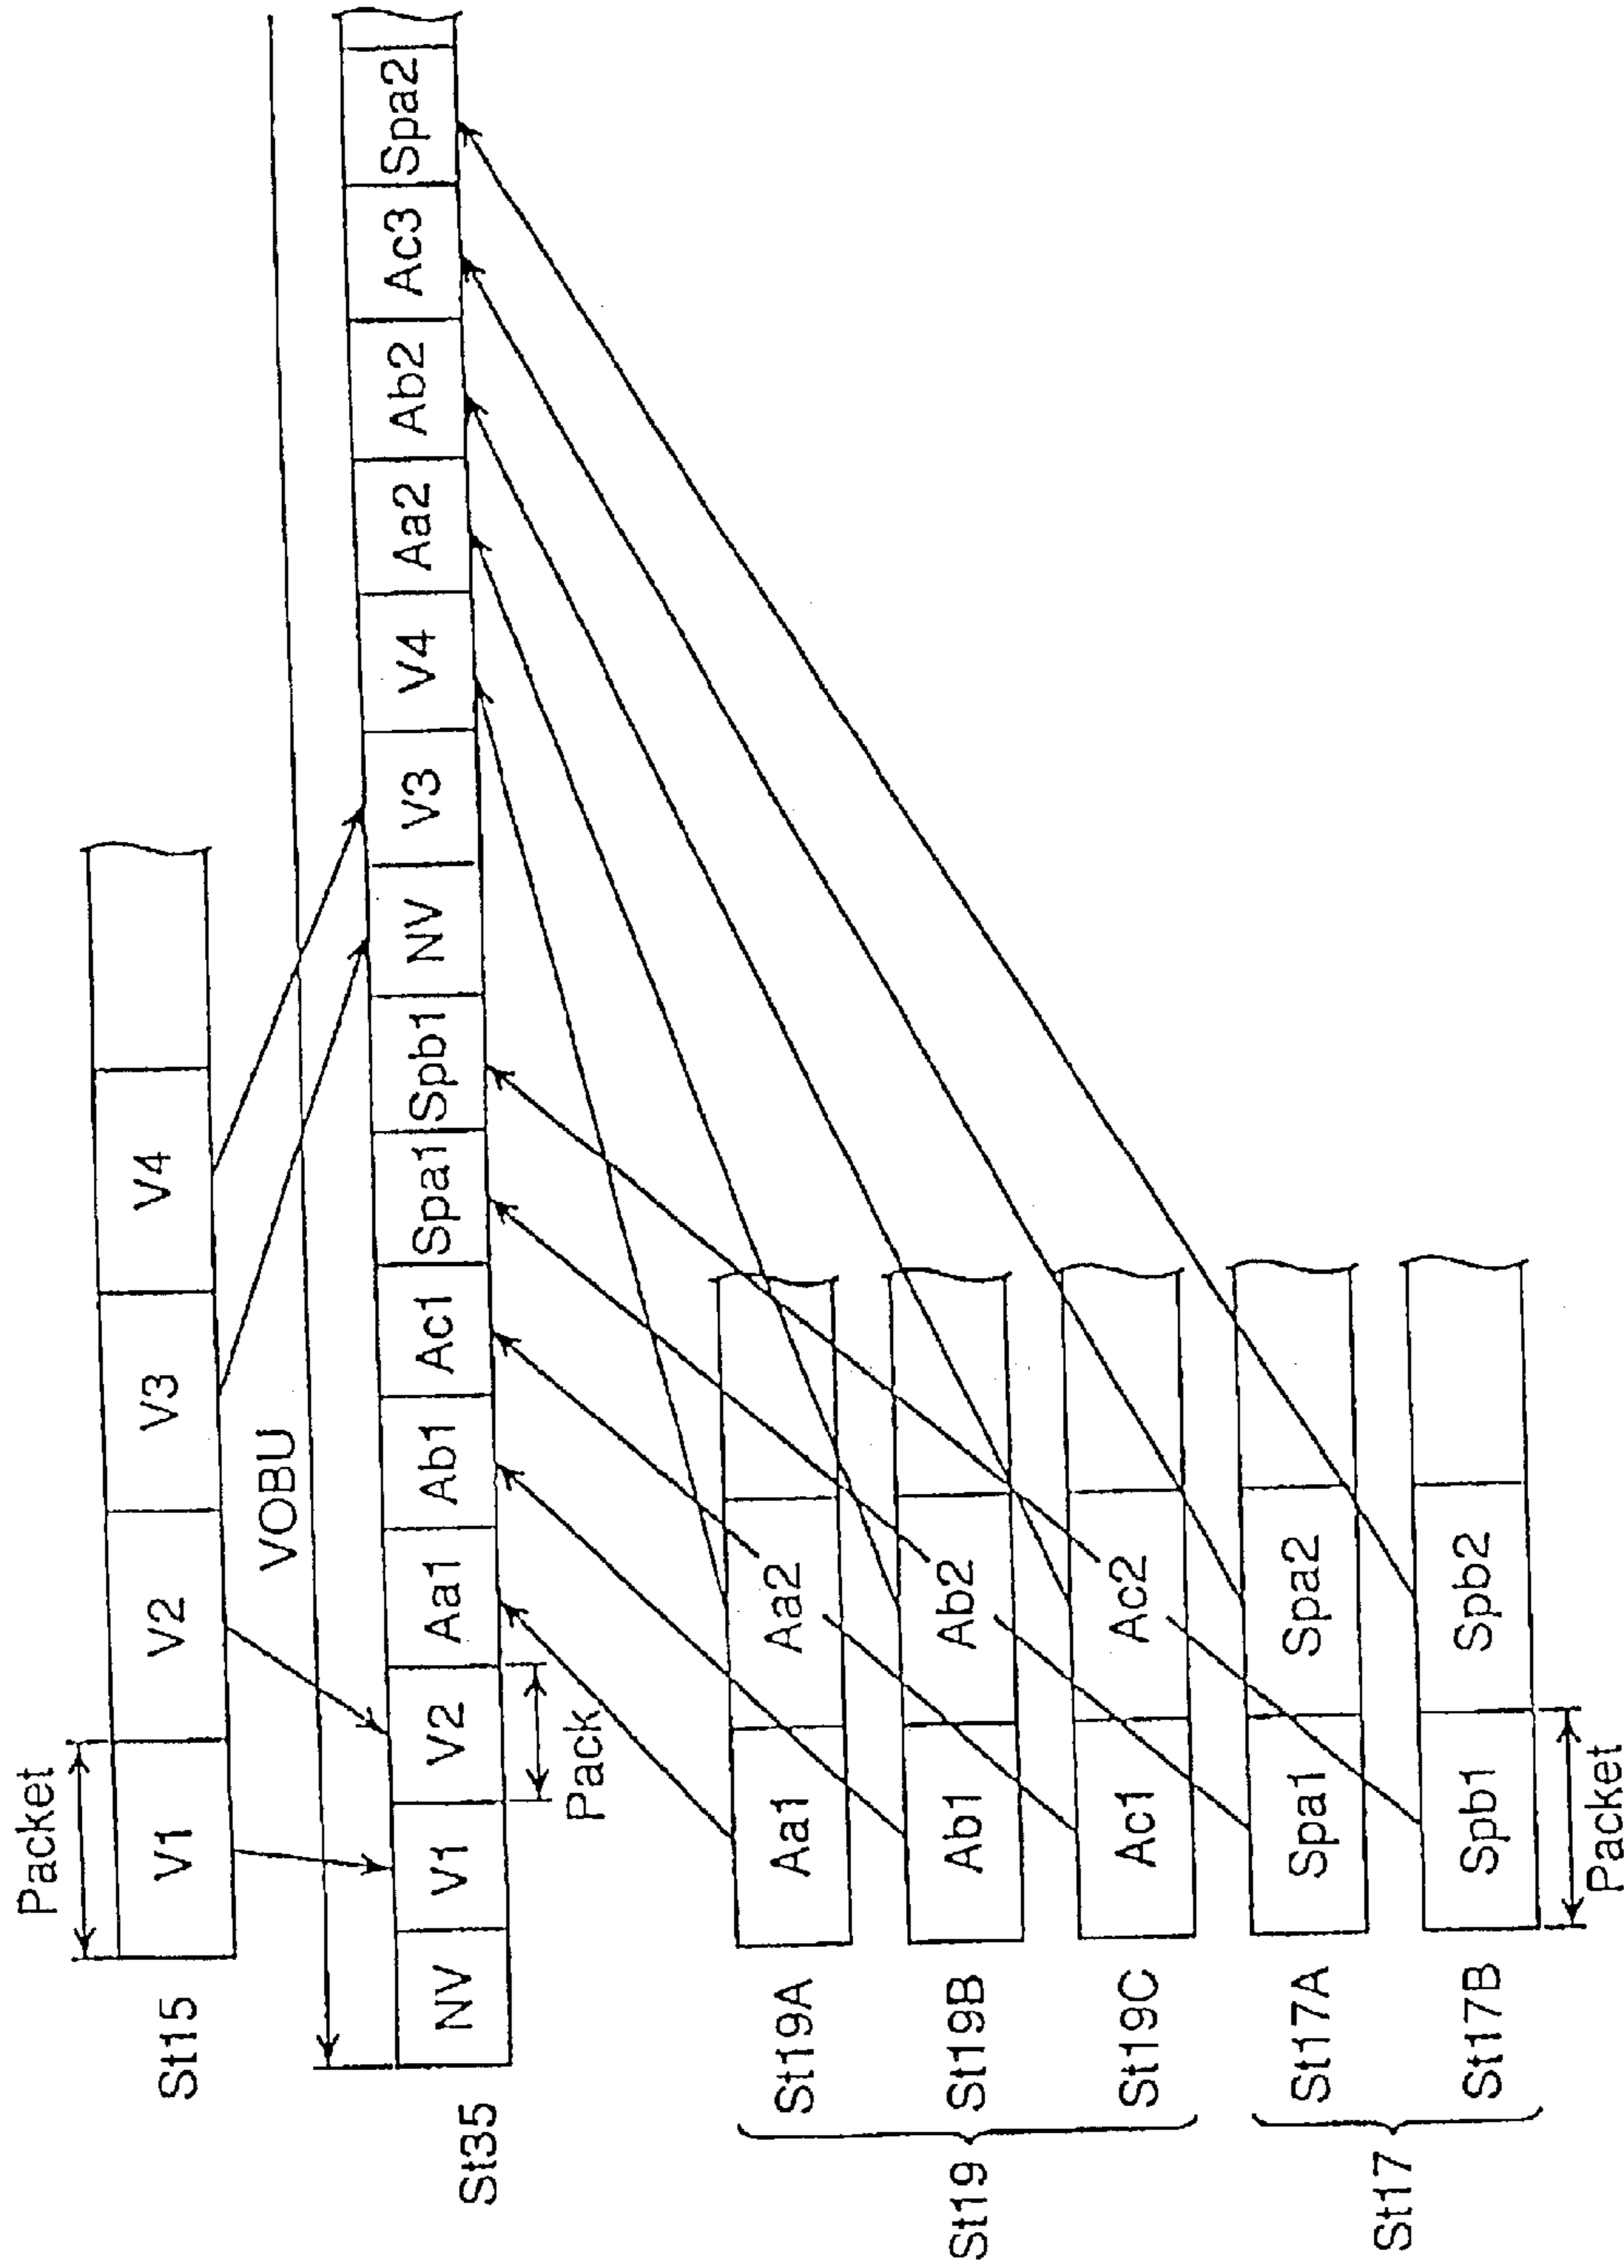 Packet
St15 V1 V2 V3 V4
VOBU
St35 NV V1 V2 Aa1 Ab1 Ac1 Spa1 Spb1 NV V3 V4 Aa2 Ab2 Ac3 Spa2
Pack
St19
St19A Aa1 Aa2
St19B Ab1 Ab2
St19C Ac1 Ac2
St17
St17A Spa1 Spa2
St17B Spb1 Spb2
Packet